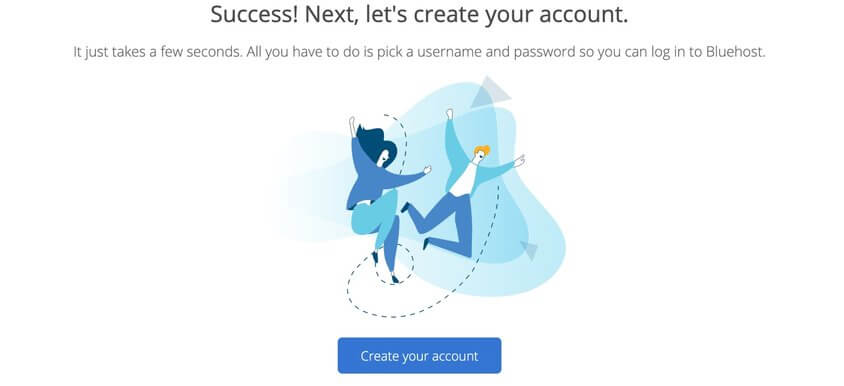 Success! Next, let's create your account.
It just takes a few seconds. All you have to do is pick a username and password so you can log in to Bluehost.
Create your account